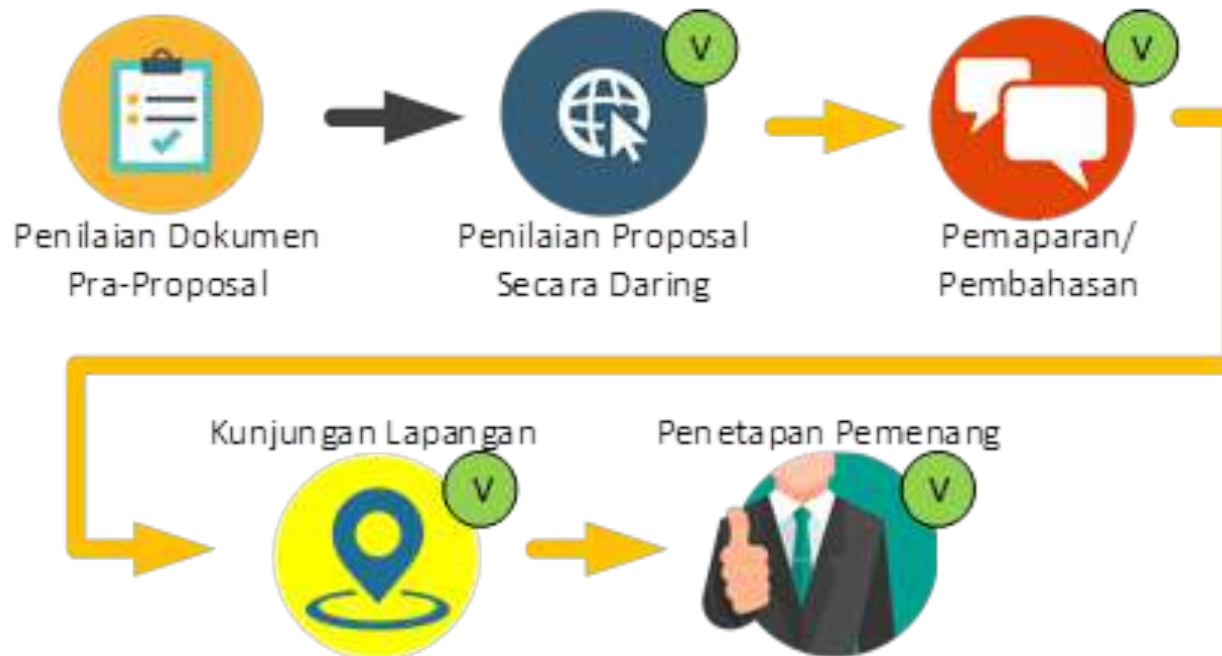 V
V
Penilaian Dokumen
Pra-Proposal
Penilaian Proposal
Secara Daring
Pemaparan/
Pembahasan
Kunjungan Lapangan
Penetapan Pemenang
V
V